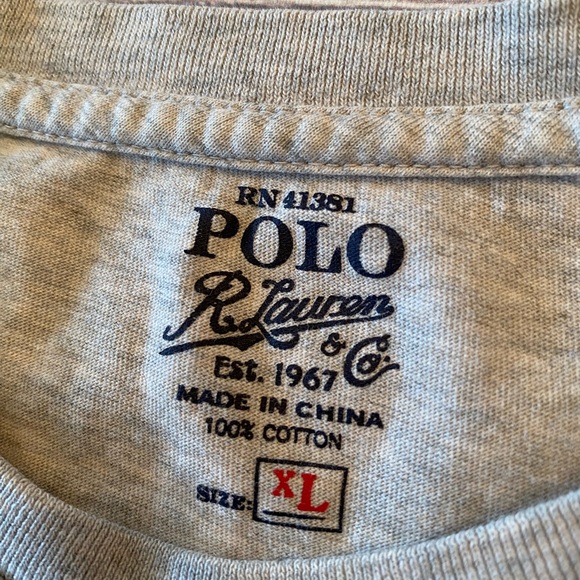 RN 41381
POLO
R. Lauren
& Co.
Est. 1967
MADE IN CHINA
100% COTTON
SIZE: XL